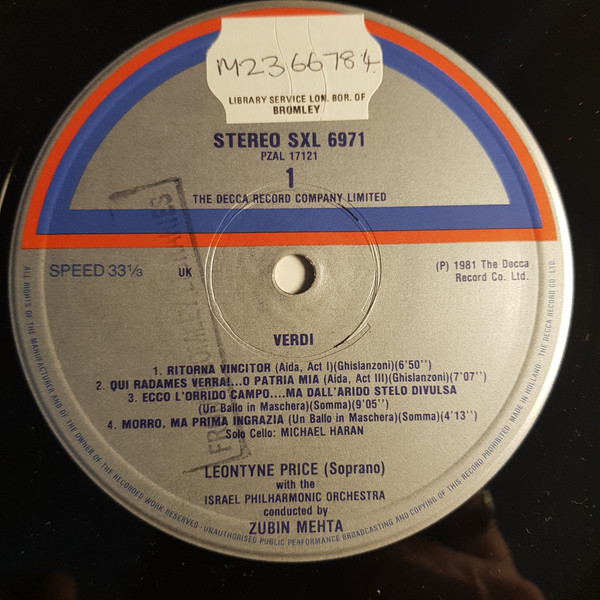 M2366784
LIBRARY SERVICE LON. BOR. OF
BROMLEY
STEREO SXL 6971
PZAL 17121
1
THE DECCA RECORD COMPANY LIMITED
SPEED 33⅓
UK
(P) 1981 The Decca
Record Co. Ltd.
VERDI
1. RITORNA VINCITOR (Aida, Act I)(Ghislanzoni)(6'50'')
2. QUI RADAMES VERRA!...O PATRIA MIA (Aida, Act III)(Ghislanzoni)(7'07'')
3. ECCO L'ORRIDO CAMPO....MA DALL'ARIDO STELO DIVULSA
(Un Ballo in Maschera)(Somma)(9'05'')
4. MORRO, MA PRIMA INGRAZIA (Un Ballo in Maschera)(Somma)(4'13'')
Solo Cello: MICHAEL HARAN
LEONTYNE PRICE (Soprano)
with the
ISRAEL PHILHARMONIC ORCHESTRA
conducted by
ZUBIN MEHTA
ALL RIGHTS OF THE MANUFACTURER AND OF THE OWNER OF THE RECORDED WORK RESERVED · UNAUTHORISED PUBLIC PERFORMANCE BROADCASTING AND COPYING OF THIS RECORD PROHIBITED MADE IN HOLLAND · THE DECCA RECORD CO. LTD.